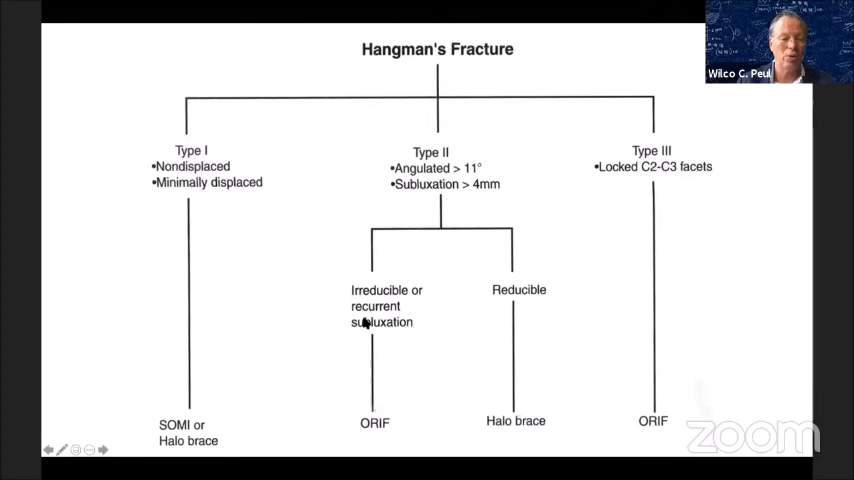 Hangman's Fracture
Wilco C. Peul
Type I
•Nondisplaced
•Minimally displaced
Type II
•Angulated > 11°
•Subluxation > 4mm
Type III
•Locked C2-C3 facets
Irreducible or
recurrent
subluxation
Reducible
SOMI or
Halo brace
ORIF
Halo brace
ORIF
zoom